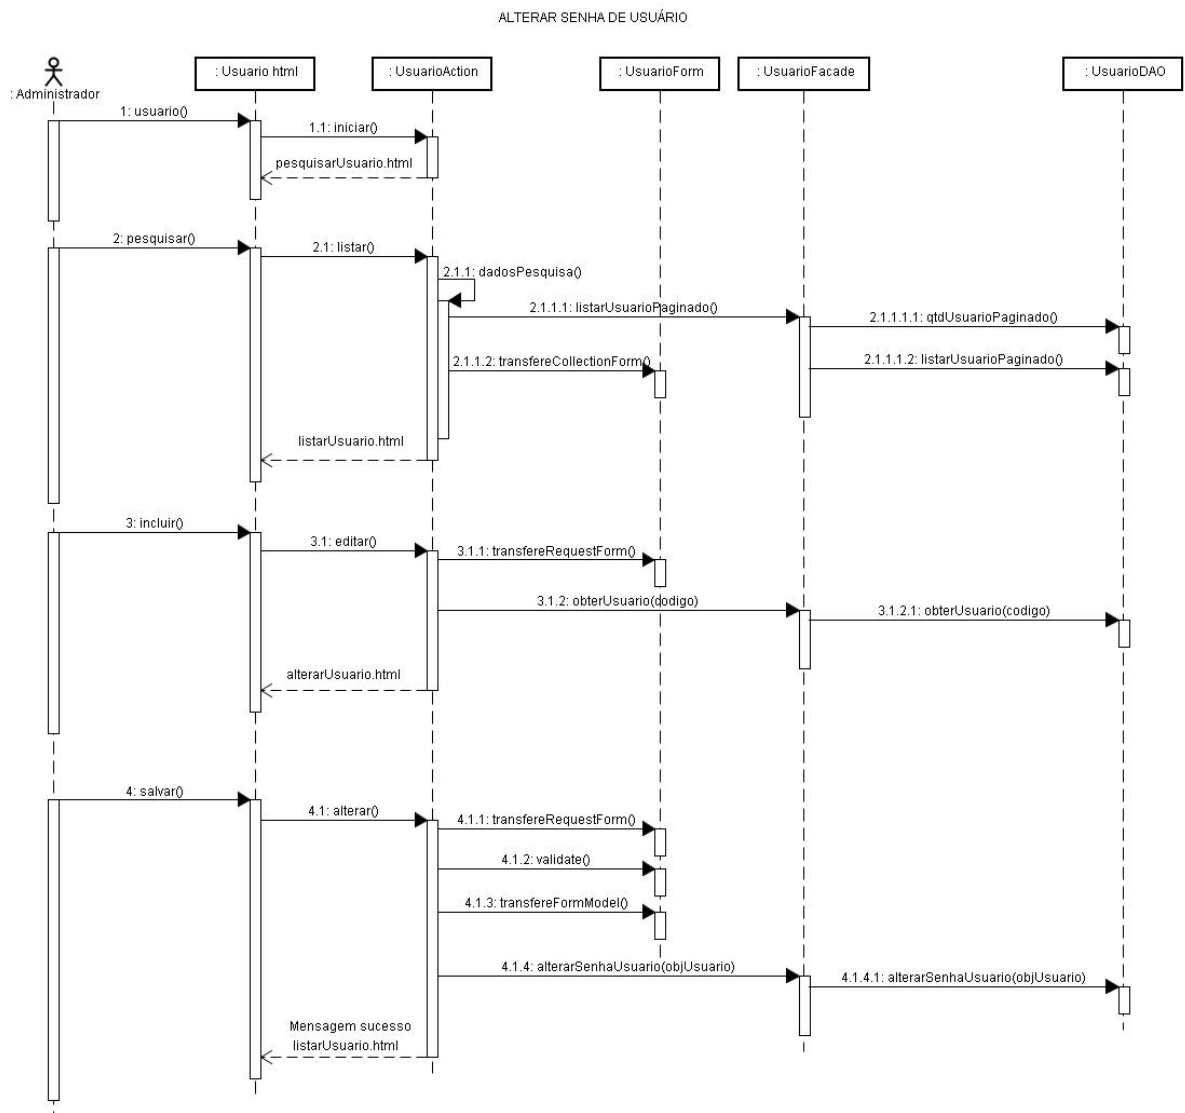 ALTERAR SENHA DE USUÁRIO
: Administrador
: Usuario html
: UsuarioAction
: UsuarioForm
: UsuarioFacade
: UsuarioDAO
1: usuario()
1.1: iniciar()
pesquisarUsuario.html
2: pesquisar()
2.1: listar()
2.1.1: dadosPesquisa()
2.1.1.1: listarUsuarioPaginado()
2.1.1.1.1: qtdUsuarioPaginado()
2.1.1.1.2: listarUsuarioPaginado()
2.1.1.2: transfereCollectionForm()
listarUsuario.html
3: incluir()
3.1: editar()
3.1.1: transfereRequestForm()
3.1.2: obterUsuario(codigo)
3.1.2.1: obterUsuario(codigo)
alterarUsuario.html
4: salvar()
4.1: alterar()
4.1.1: transfereRequestForm()
4.1.2: validate()
4.1.3: transfereFormModel()
4.1.4: alterarSenhaUsuario(objUsuario)
4.1.4.1: alterarSenhaUsuario(objUsuario)
Mensagem sucesso
listarUsuario.html